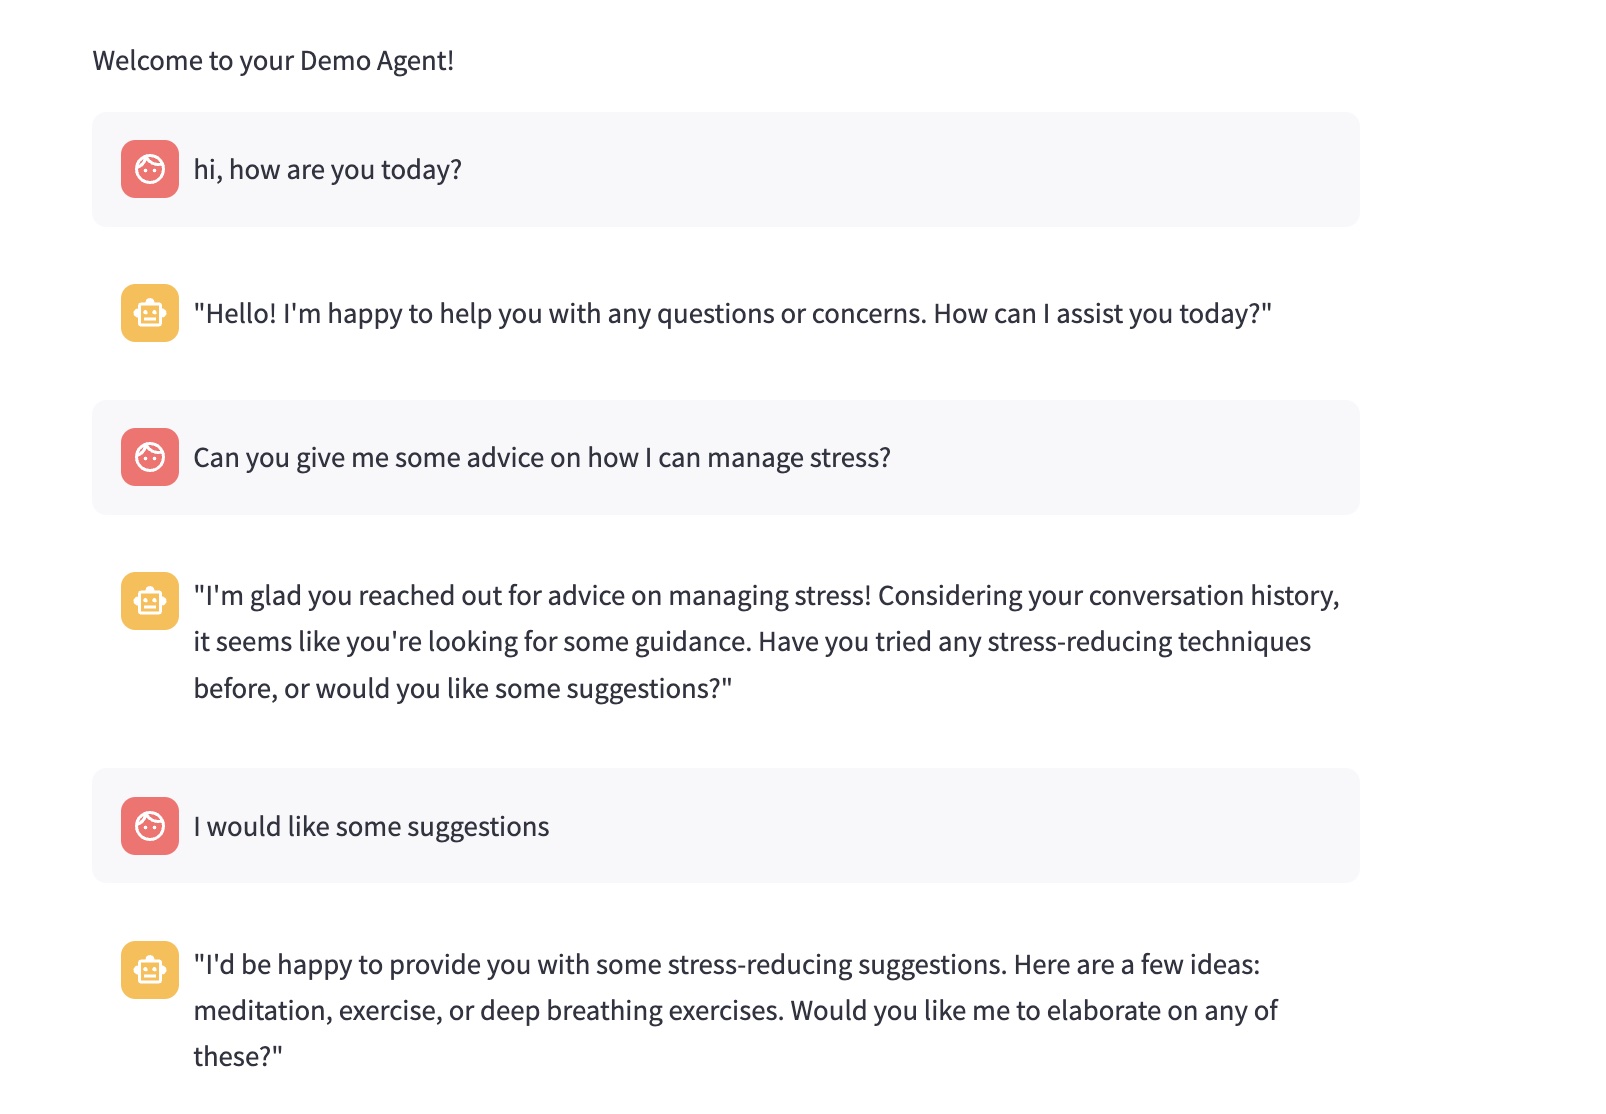 Welcome to your Demo Agent!
hi, how are you today?
"Hello! I'm happy to help you with any questions or concerns. How can I assist you today?"
Can you give me some advice on how I can manage stress?
"I'm glad you reached out for advice on managing stress! Considering your conversation history,
it seems like you're looking for some guidance. Have you tried any stress-reducing techniques
before, or would you like some suggestions?"
I would like some suggestions
"I'd be happy to provide you with some stress-reducing suggestions. Here are a few ideas:
meditation, exercise, or deep breathing exercises. Would you like me to elaborate on any of
these?"